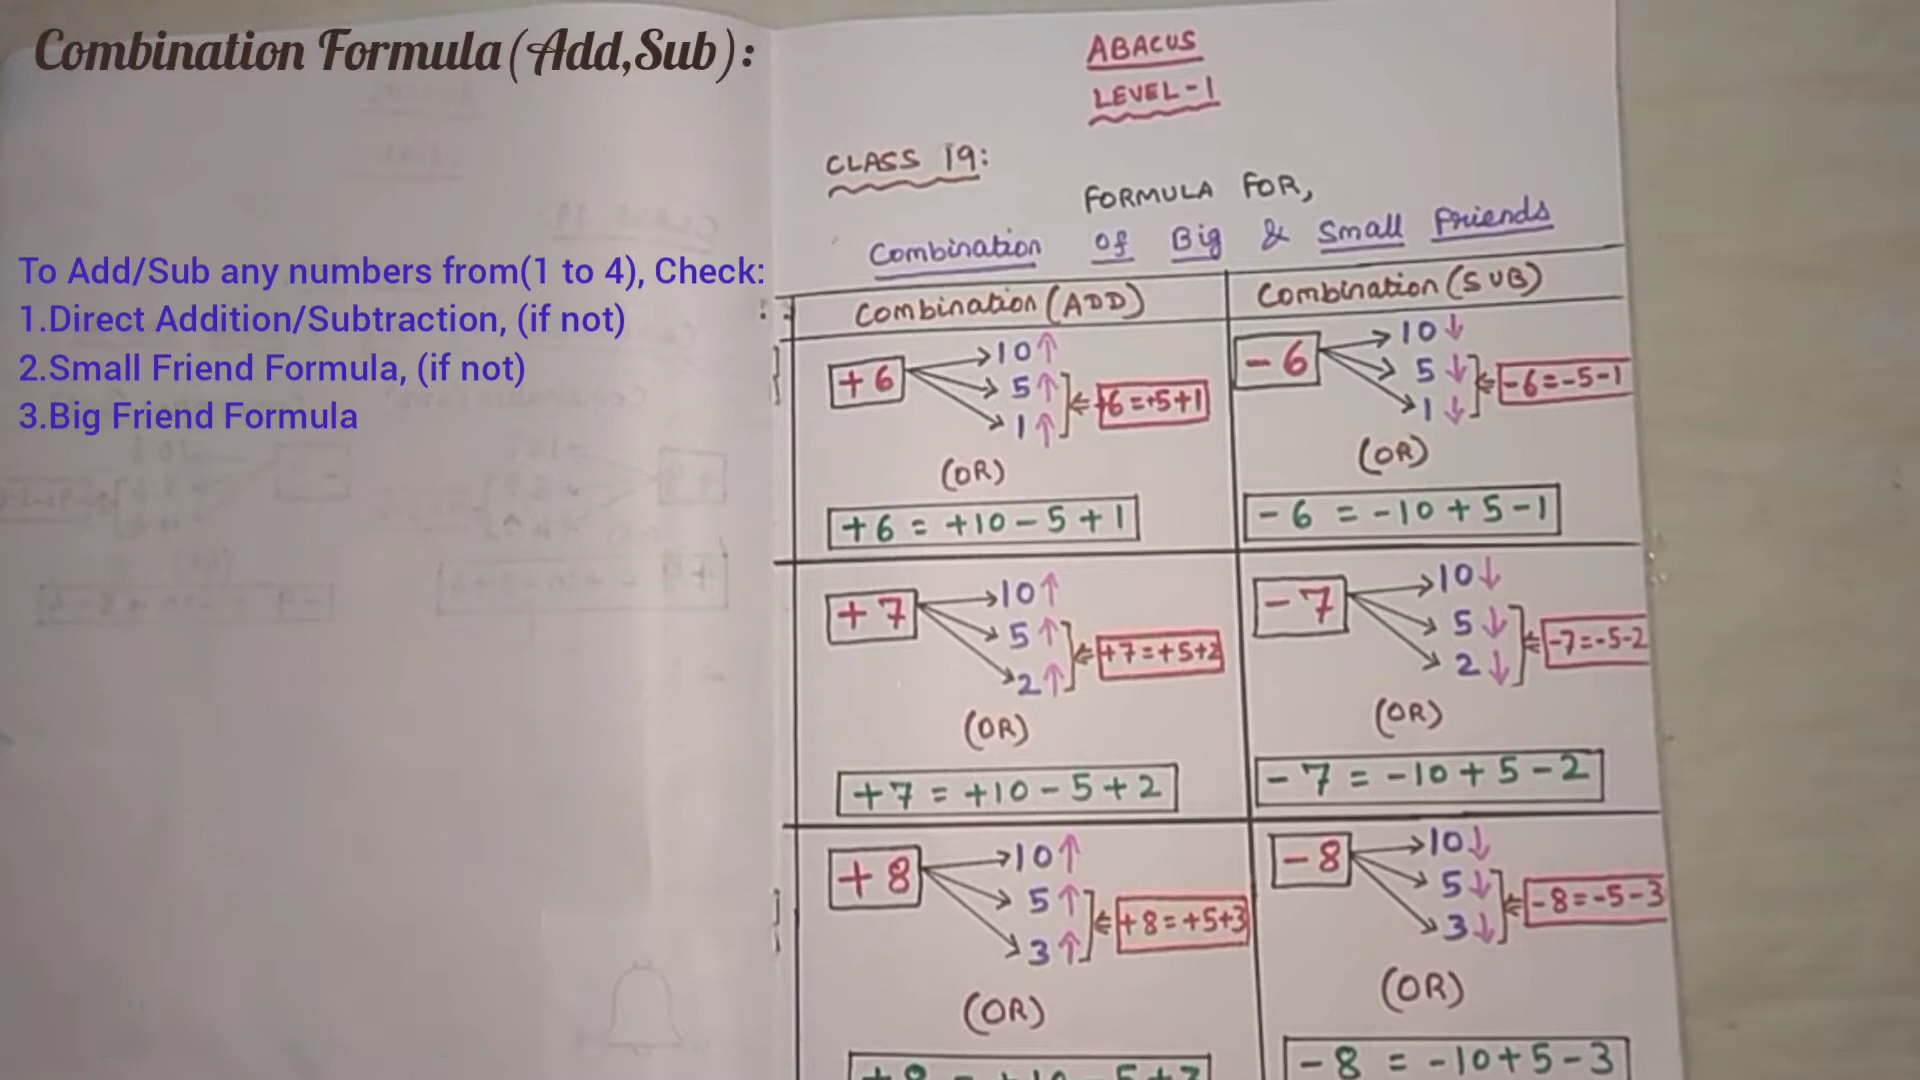 Combination Formula(Add,Sub):
To Add/Sub any numbers from(1 to 4), Check:
1.Direct Addition/Subtraction, (if not)
2.Small Friend Formula, (if not)
3.Big Friend Formula
ABACUS
LEVEL-1
CLASS 19:
FORMULA FOR,
Combination of Big & Small Friends
Combination (ADD)
+6
10↑
5↑
1↑
+6=+5+1
(OR)
+6 = +10-5+1
+7
10↑
5↑
2↑
+7=+5+2
(OR)
+7 = +10-5+2
+8
10↑
5↑
3↑
+8=+5+3
(OR)
Combination (SUB)
-6
10↓
5↓
1↓
-6=-5-1
(OR)
-6 = -10+5-1
-7
10↓
5↓
2↓
-7=-5-2
(OR)
-7 = -10+5-2
-8
10↓
5↓
3↓
-8=-5-3
(OR)
-8 = -10+5-3